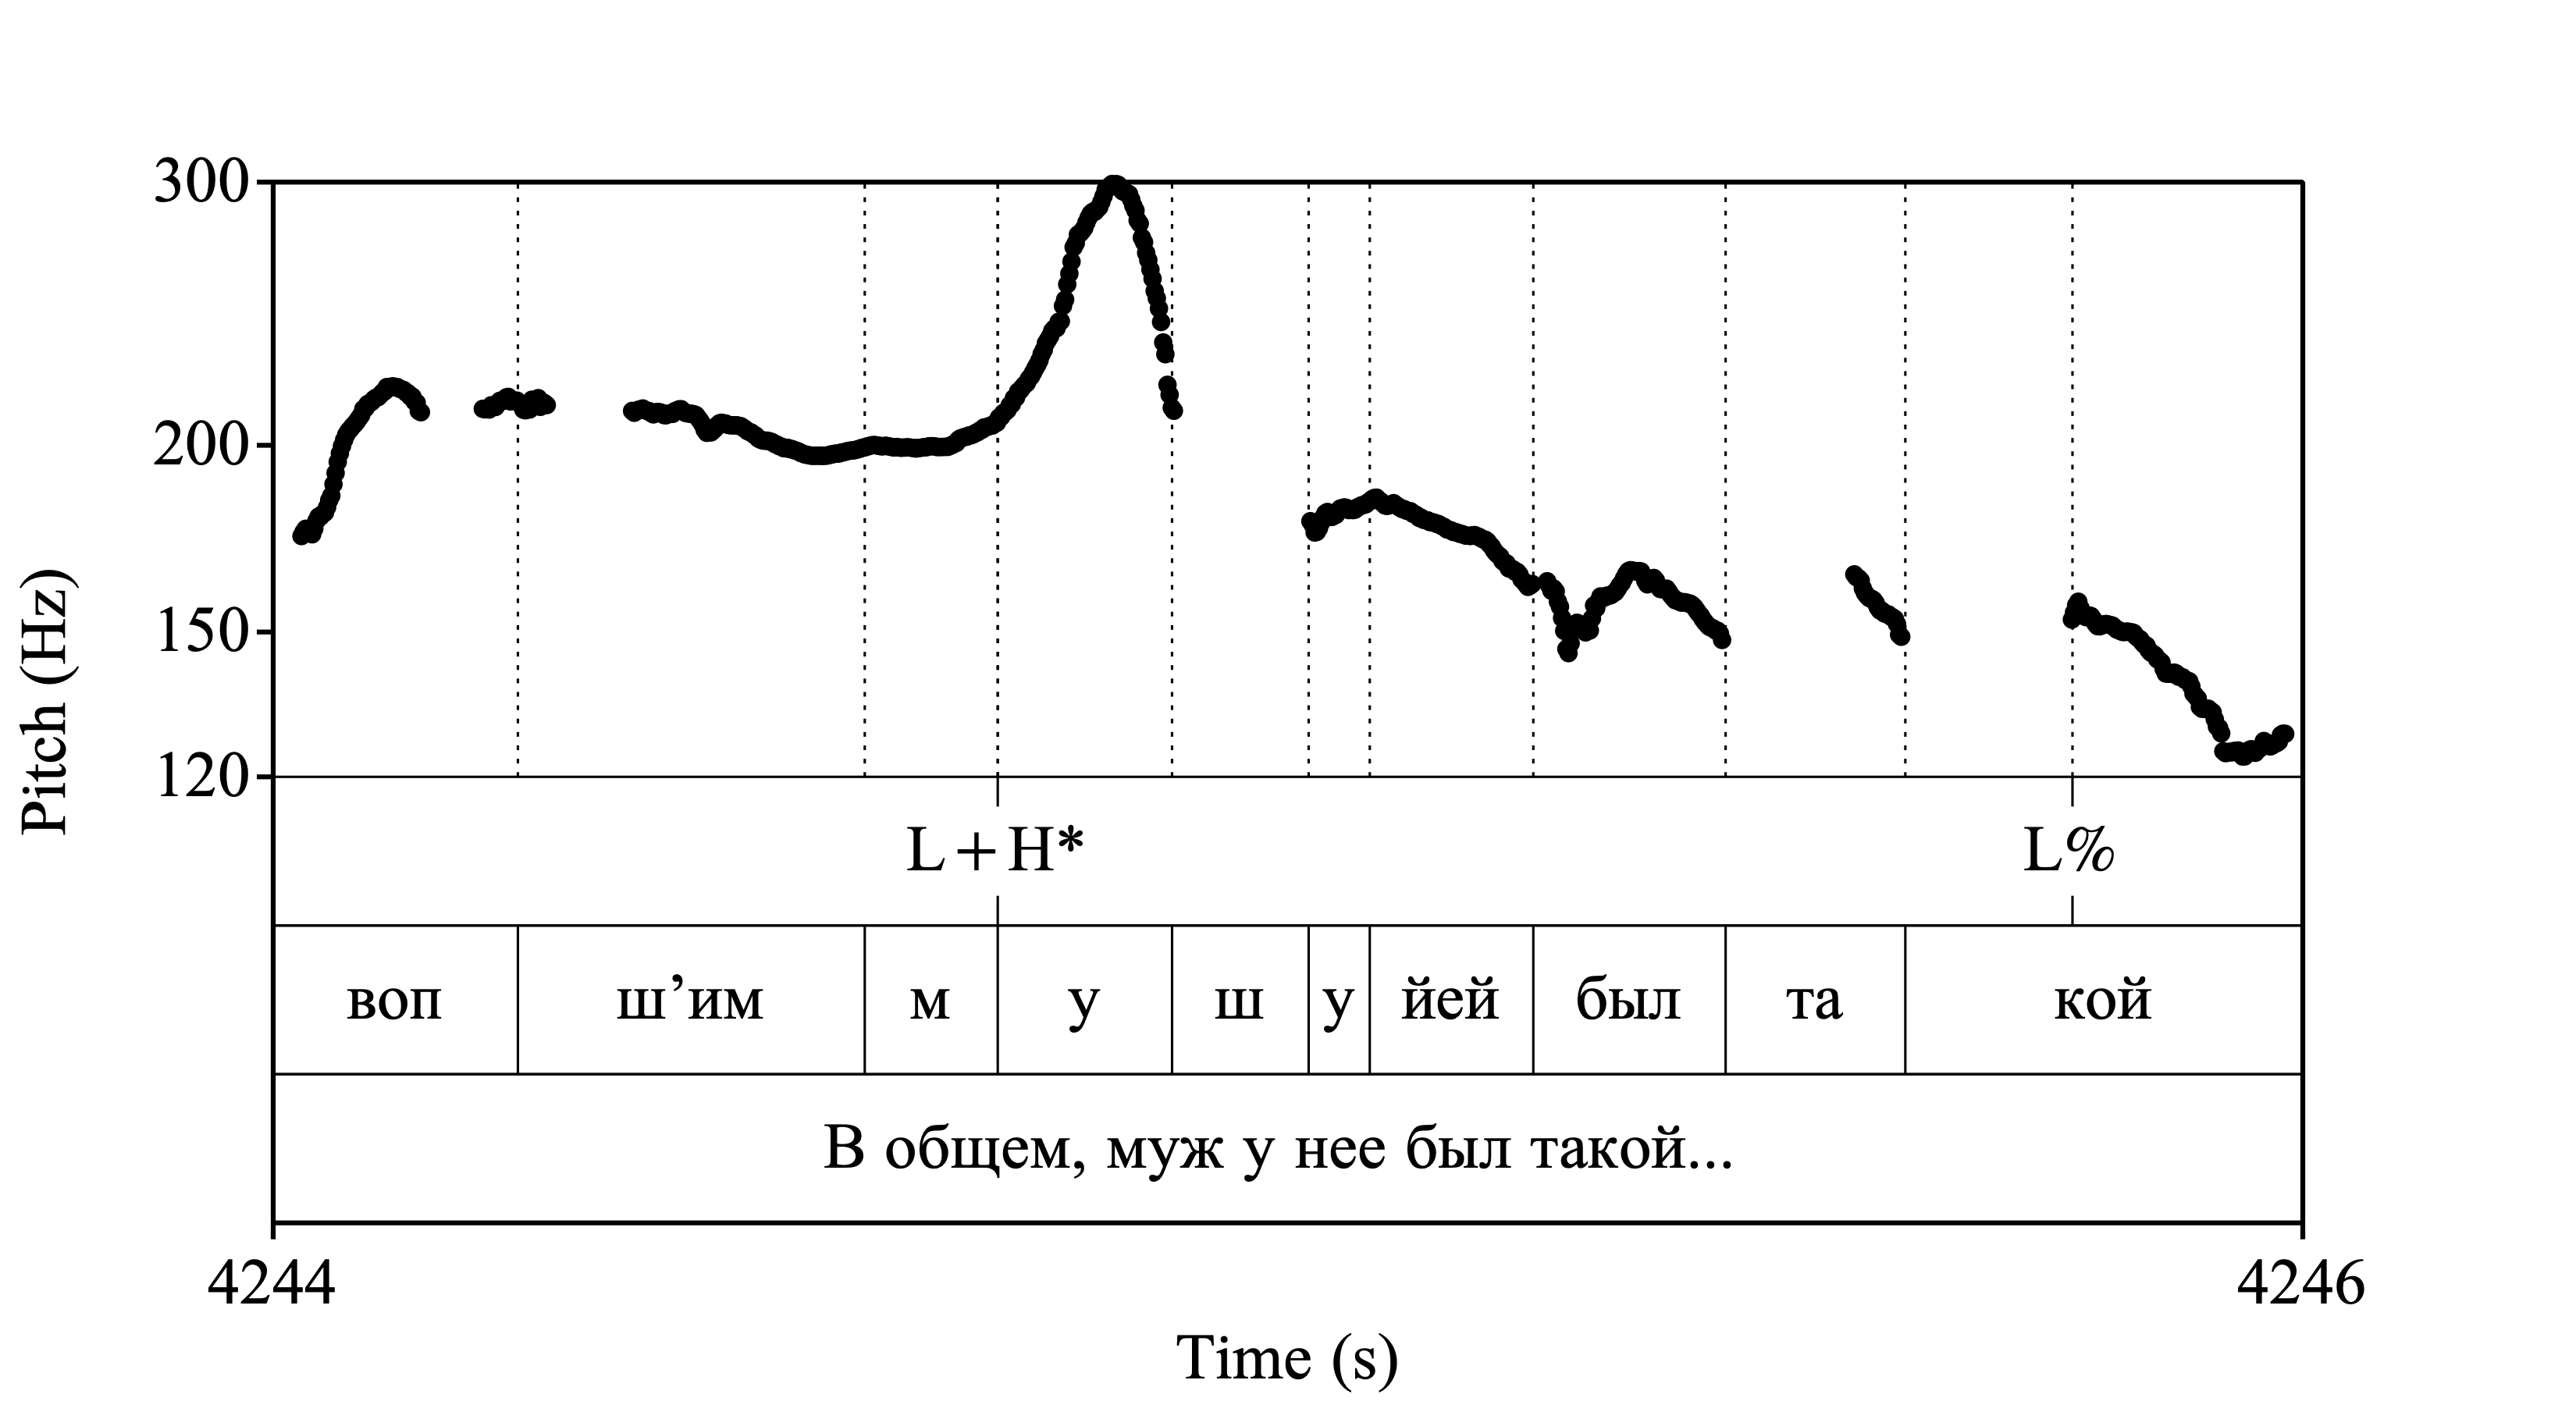 300
200
150
120
Pitch (Hz)
L+H* L%
воп ш’им м у ш у йей был та кой
В общем, муж у нее был такой...
4244 4246
Time (s)